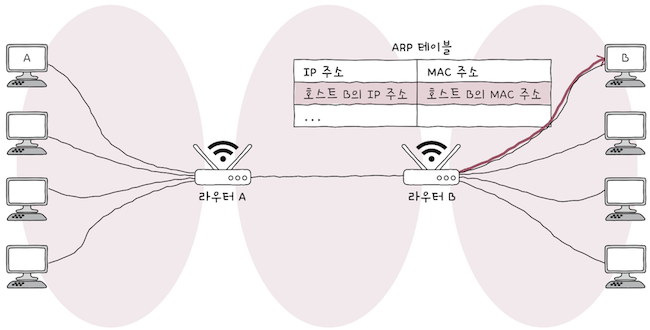 ARP 테이블
A
IP 주소 MAC 주소
B
호스트 B의 IP 주소 호스트 B의 MAC 주소
...
라우터 A
라우터 B